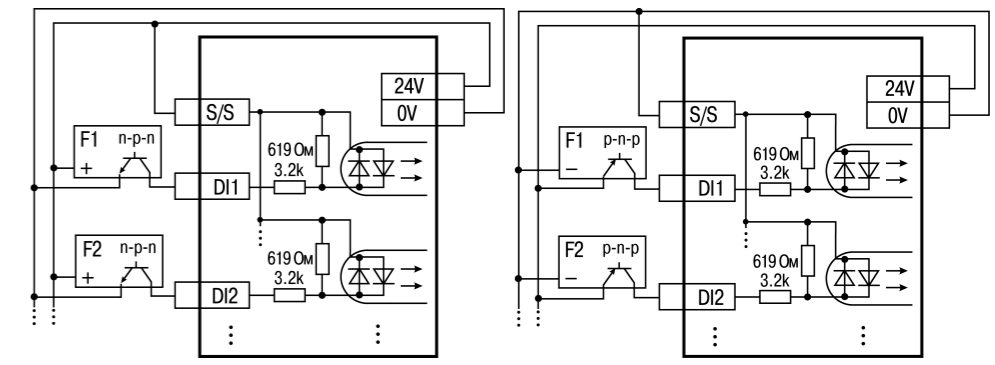 24V
0V
S/S
F1 n-p-n
+
619 Ом
3.2k
DI1
F2 n-p-n
+
619 Ом
3.2k
DI2
24V
0V
S/S
F1 p-n-p
−
619 Ом
3.2k
DI1
F2 p-n-p
−
619 Ом
3.2k
DI2